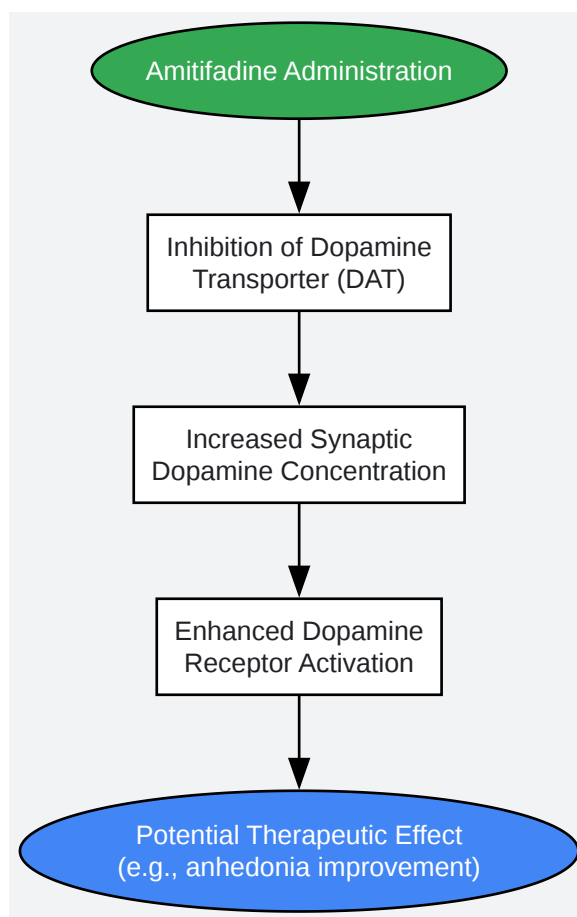 Amitifadine Administration
Inhibition of Dopamine
Transporter (DAT)
Increased Synaptic
Dopamine Concentration
Enhanced Dopamine
Receptor Activation
Potential Therapeutic Effect
(e.g., anhedonia improvement)